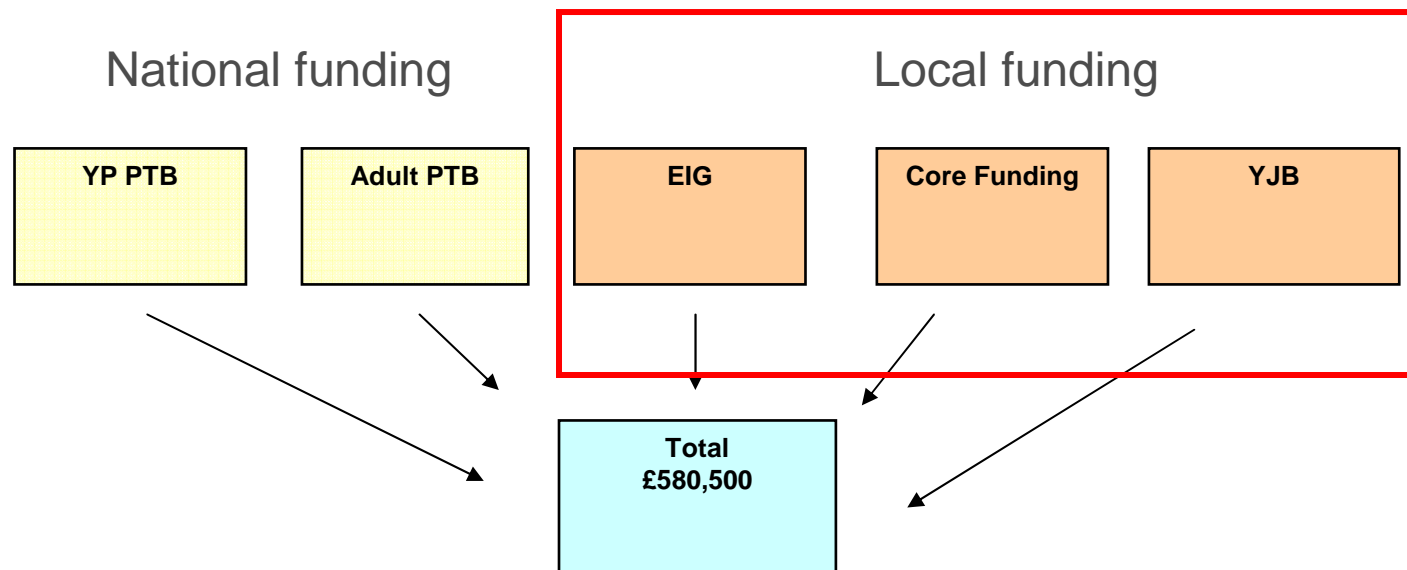 National funding
Local funding
YP PTB
Adult PTB
EIG
Core Funding
YJB
Total
£580,500